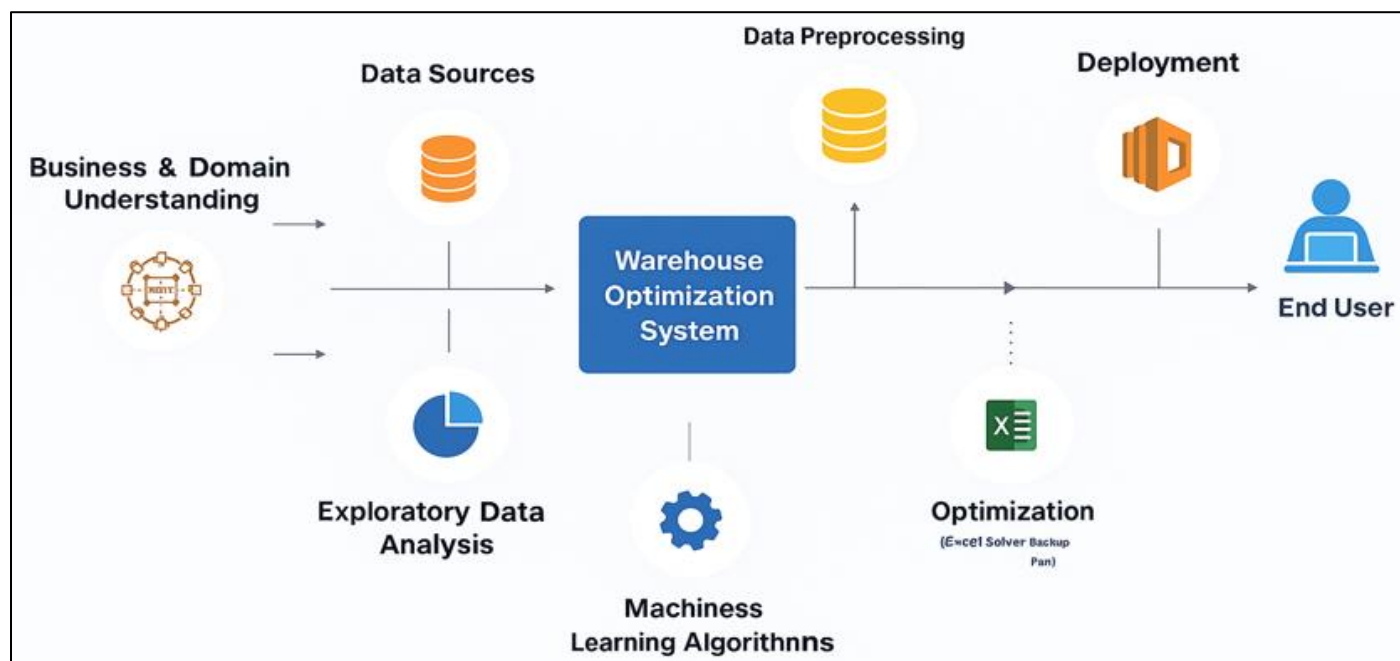 Business & Domain
Understanding
Data Sources
Exploratory Data
Analysis
Warehouse
Optimization
System
Machiness
Learning Algorithnns
Data Preprocessing
Optimization
(Excel Solver Backup
Pan)
Deployment
End User